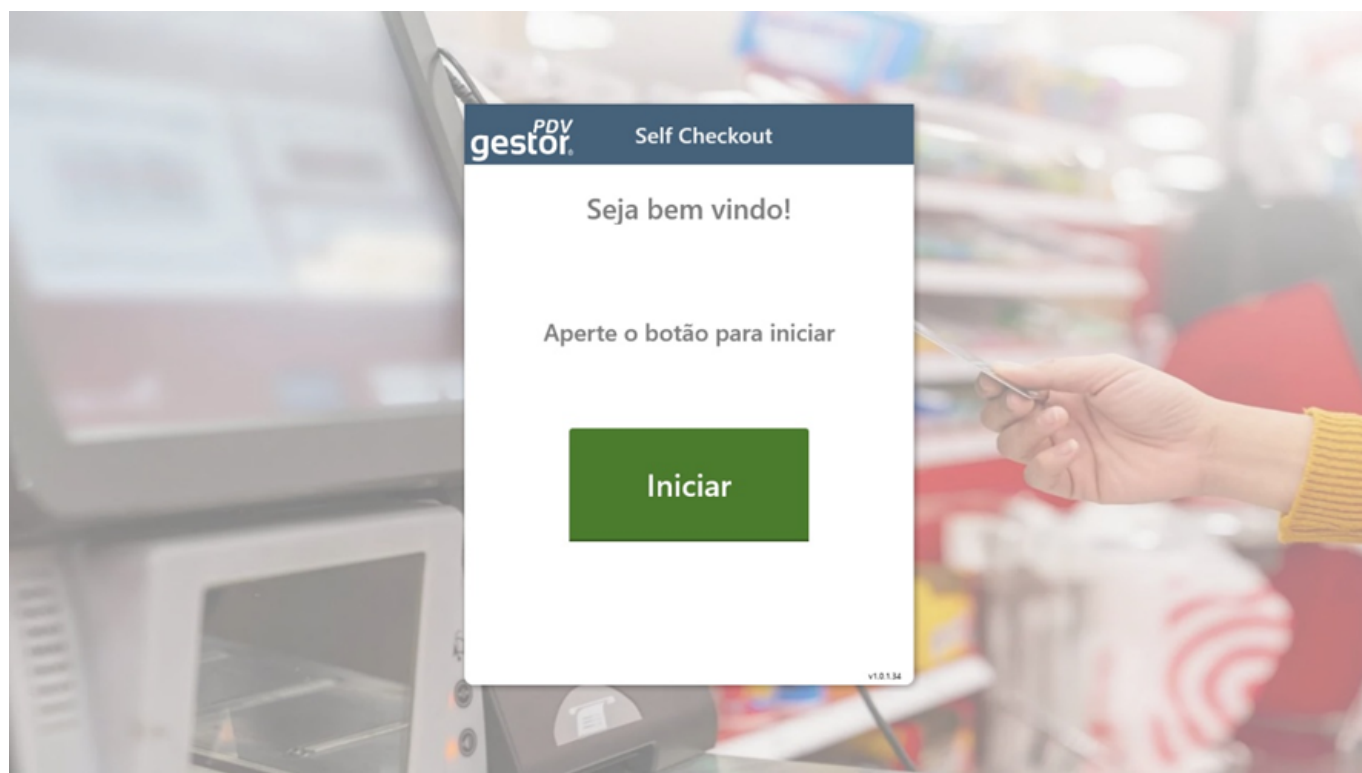 PDV
gestor®
Self Checkout
Seja bem vindo!
Aperte o botão para iniciar
Iniciar
v1.0.1.34